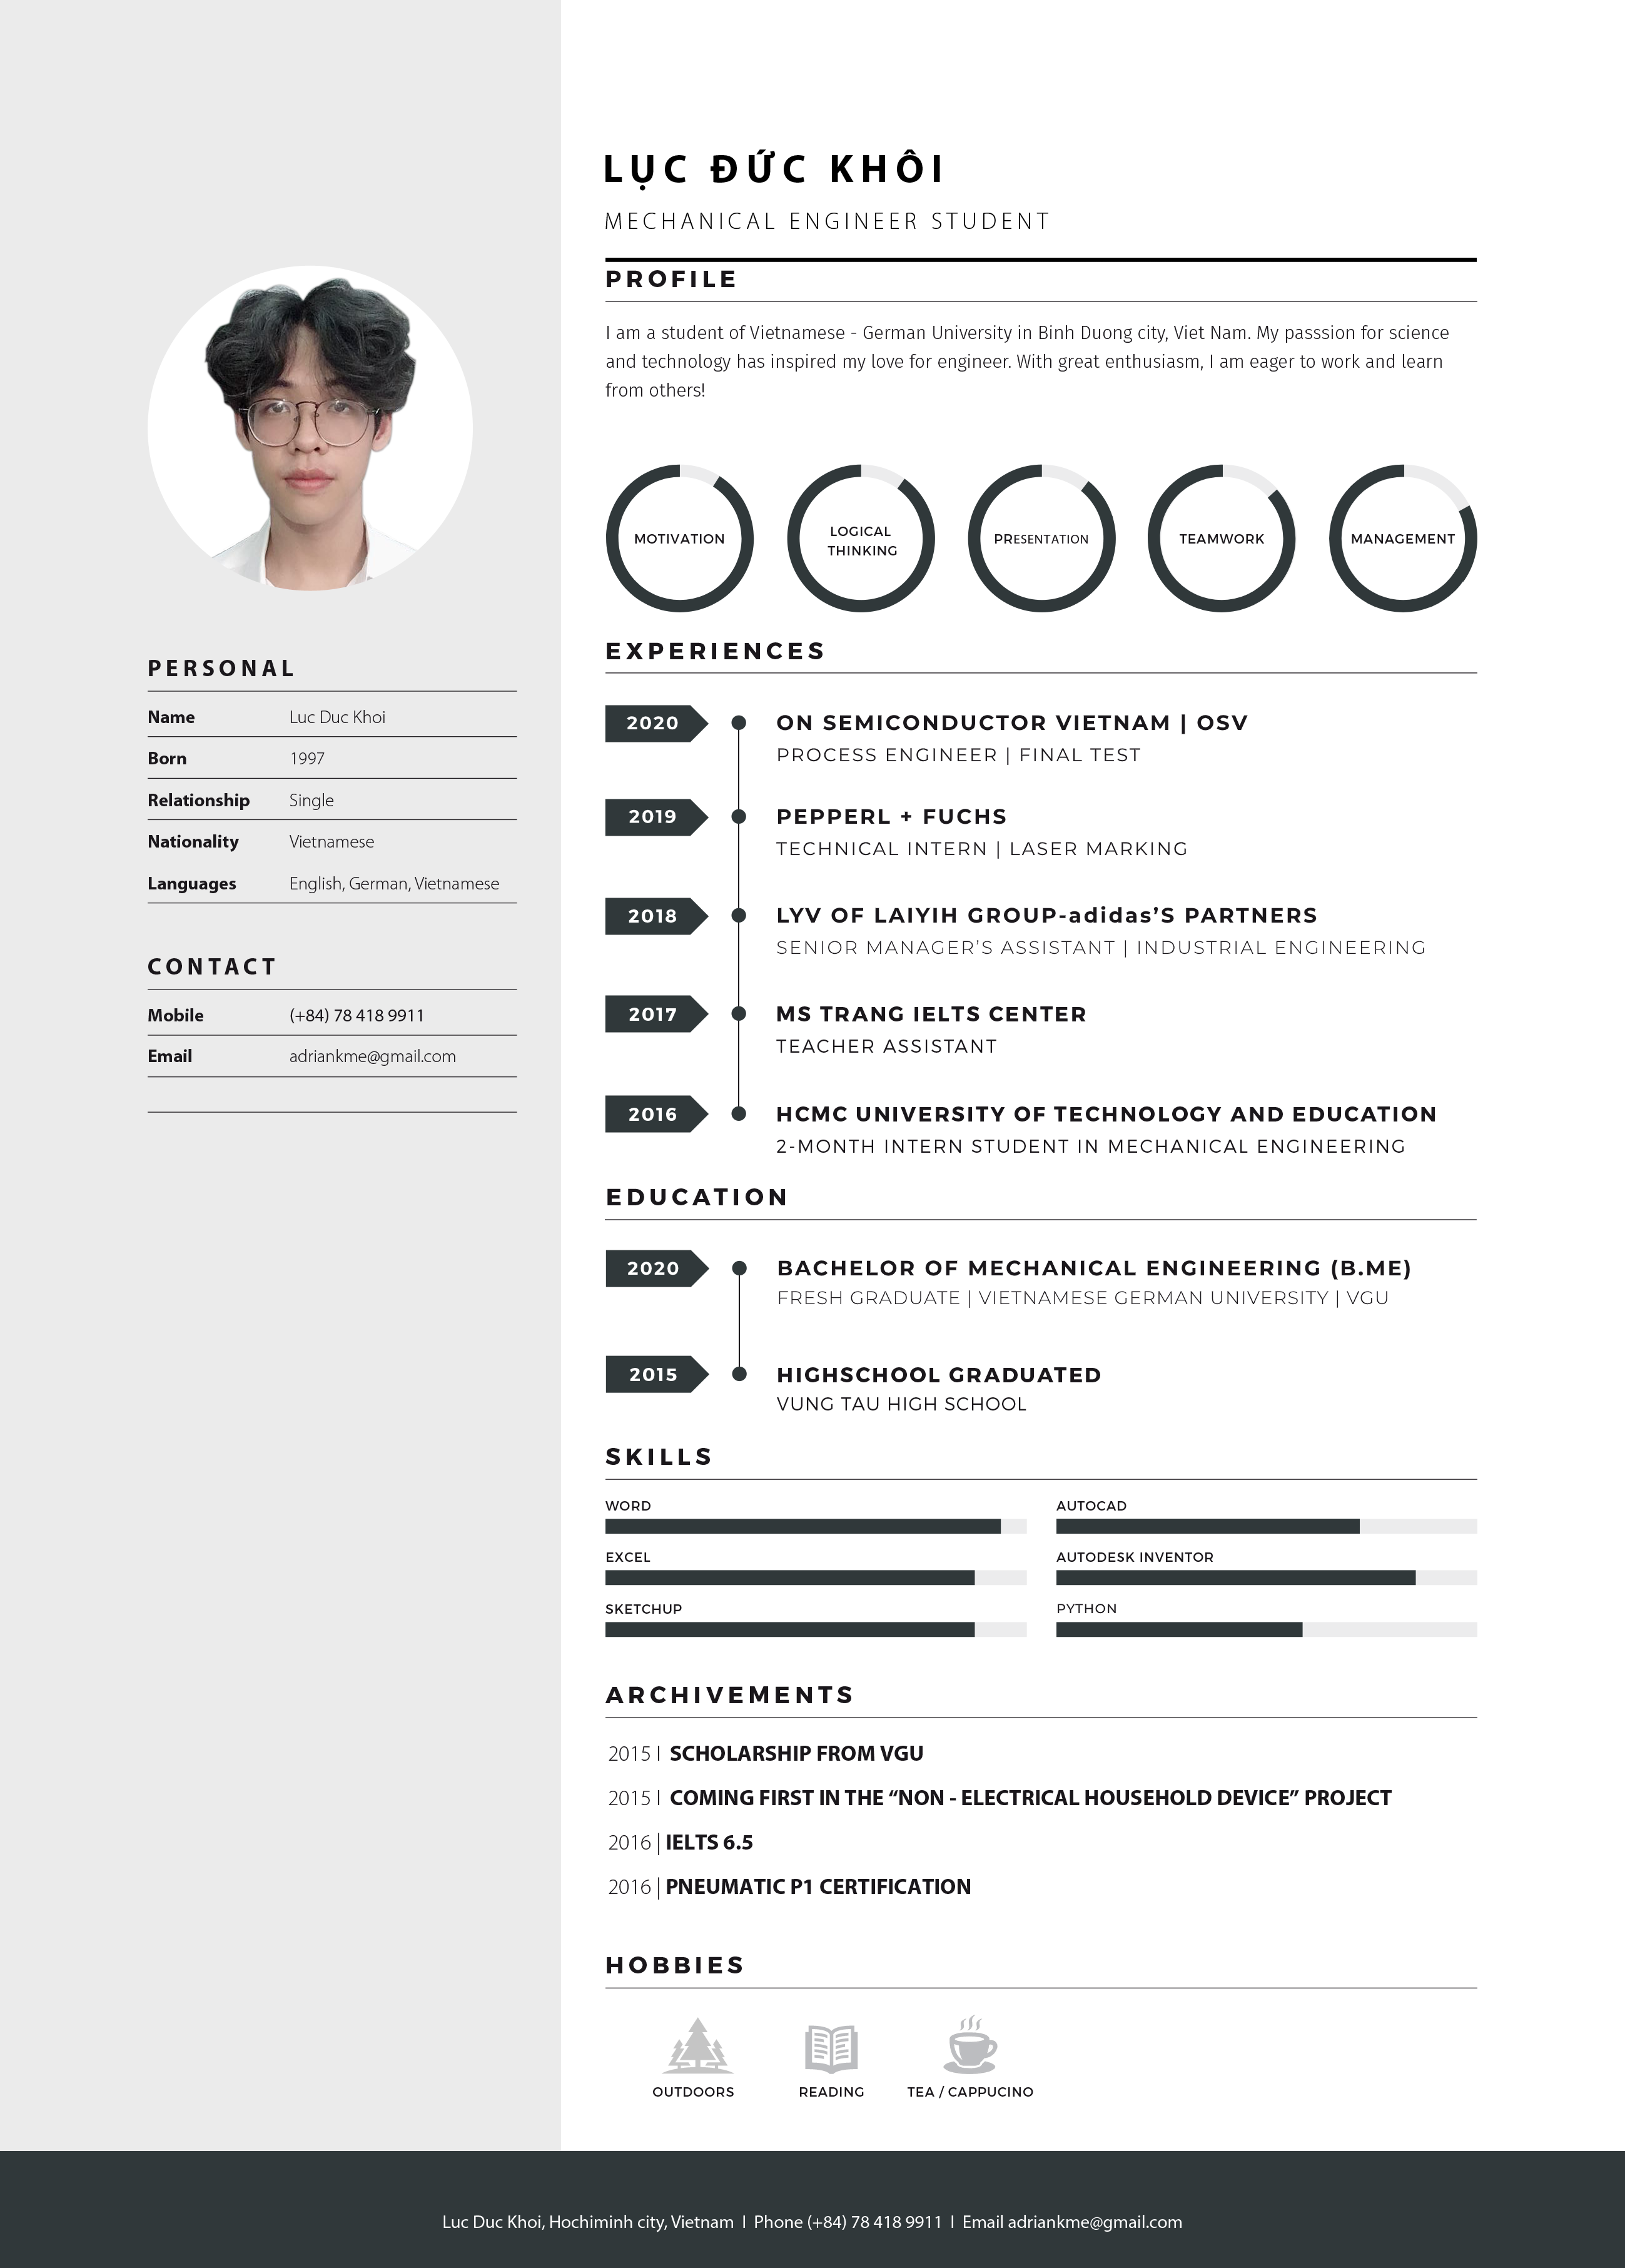 LỤC ĐỨC KHÔI
MECHANICAL ENGINEER STUDENT
PROFILE
I am a student of Vietnamese - German University in Binh Duong city, Viet Nam. My passsion for science
and technology has inspired my love for engineer. With great enthusiasm, I am eager to work and learn
from others!
MOTIVATION
LOGICAL
THINKING
PRESENTATION
TEAMWORK
MANAGEMENT
PERSONAL
Name Luc Duc Khoi
Born 1997
Relationship Single
Nationality Vietnamese
Languages English, German, Vietnamese
CONTACT
Mobile (+84) 78 418 9911
Email adriankme@gmail.com
EXPERIENCES
2020 ON SEMICONDUCTOR VIETNAM | OSV
PROCESS ENGINEER | FINAL TEST
2019 PEPPERL + FUCHS
TECHNICAL INTERN | LASER MARKING
2018 LYV OF LAIYIH GROUP-adidas’S PARTNERS
SENIOR MANAGER’S ASSISTANT | INDUSTRIAL ENGINEERING
2017 MS TRANG IELTS CENTER
TEACHER ASSISTANT
2016 HCMC UNIVERSITY OF TECHNOLOGY AND EDUCATION
2-MONTH INTERN STUDENT IN MECHANICAL ENGINEERING
EDUCATION
2020 BACHELOR OF MECHANICAL ENGINEERING (B.ME)
FRESH GRADUATE | VIETNAMESE GERMAN UNIVERSITY | VGU
2015 HIGHSCHOOL GRADUATED
VUNG TAU HIGH SCHOOL
SKILLS
WORD
AUTOCAD
EXCEL
AUTODESK INVENTOR
SKETCHUP
PYTHON
ARCHIVEMENTS
2015 I SCHOLARSHIP FROM VGU
2015 I COMING FIRST IN THE “NON - ELECTRICAL HOUSEHOLD DEVICE” PROJECT
2016 | IELTS 6.5
2016 | PNEUMATIC P1 CERTIFICATION
HOBBIES
OUTDOORS
READING
TEA / CAPPUCINO
Luc Duc Khoi, Hochiminh city, Vietnam I Phone (+84) 78 418 9911 I Email adriankme@gmail.com